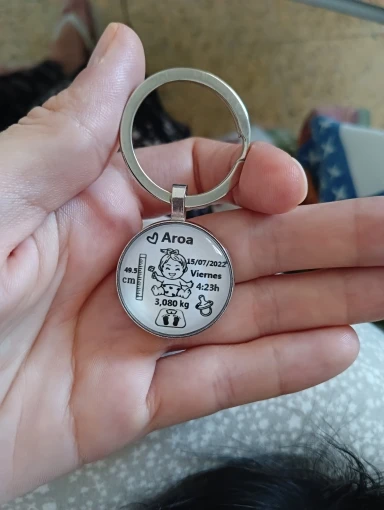 Aroa
15/07/2022
Viernes
4:23h
49.5
cm
3,080 kg